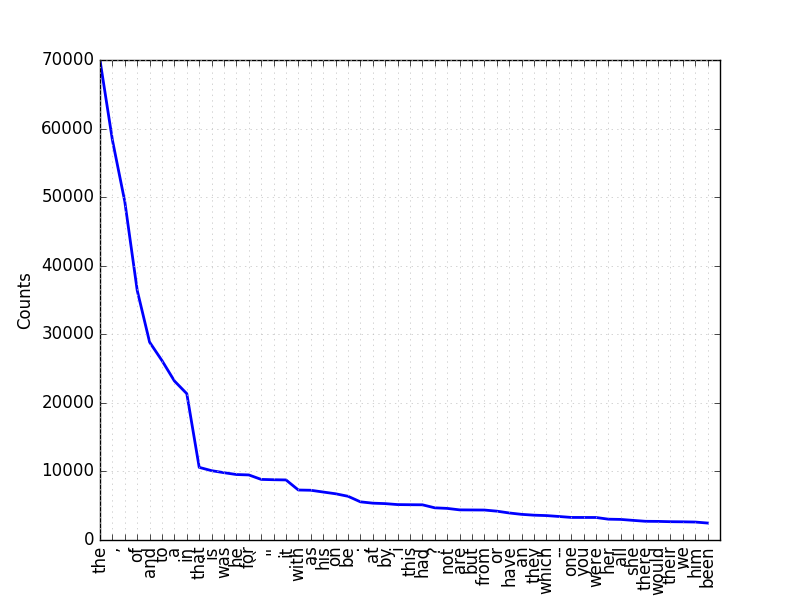 70000
60000
50000
40000
30000
20000
10000
0
Counts
the
,
.
of
and
to
a
in
that
is
was
he
for
``
''
it
with
as
his
on
be
;
at
by
I
this
had
?
not
are
but
from
or
have
an
they
which
--
one
you
were
her
all
she
there
would
their
we
him
been